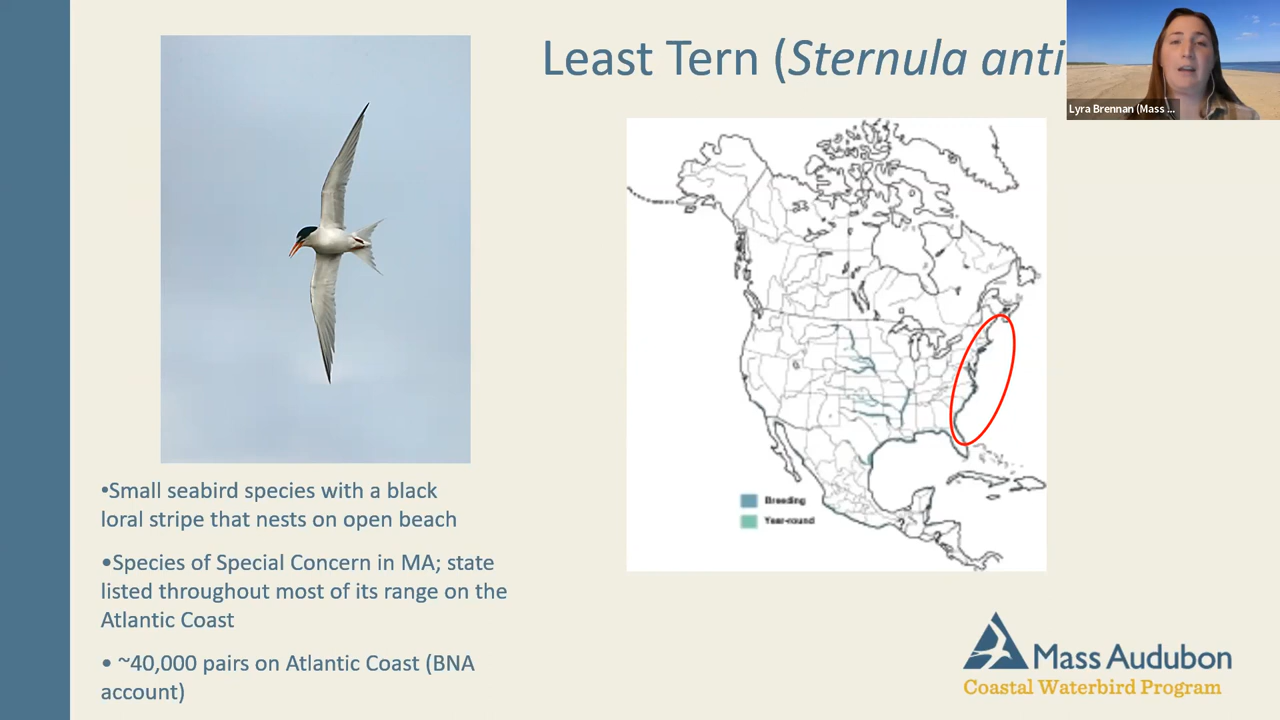 Least Tern (Sternula anti
Lyra Brennan (Mass ...
Breeding
Year-round
•Small seabird species with a black
loral stripe that nests on open beach
•Species of Special Concern in MA; state
listed throughout most of its range on the
Atlantic Coast
• ~40,000 pairs on Atlantic Coast (BNA
account)
Mass Audubon
Coastal Waterbird Program